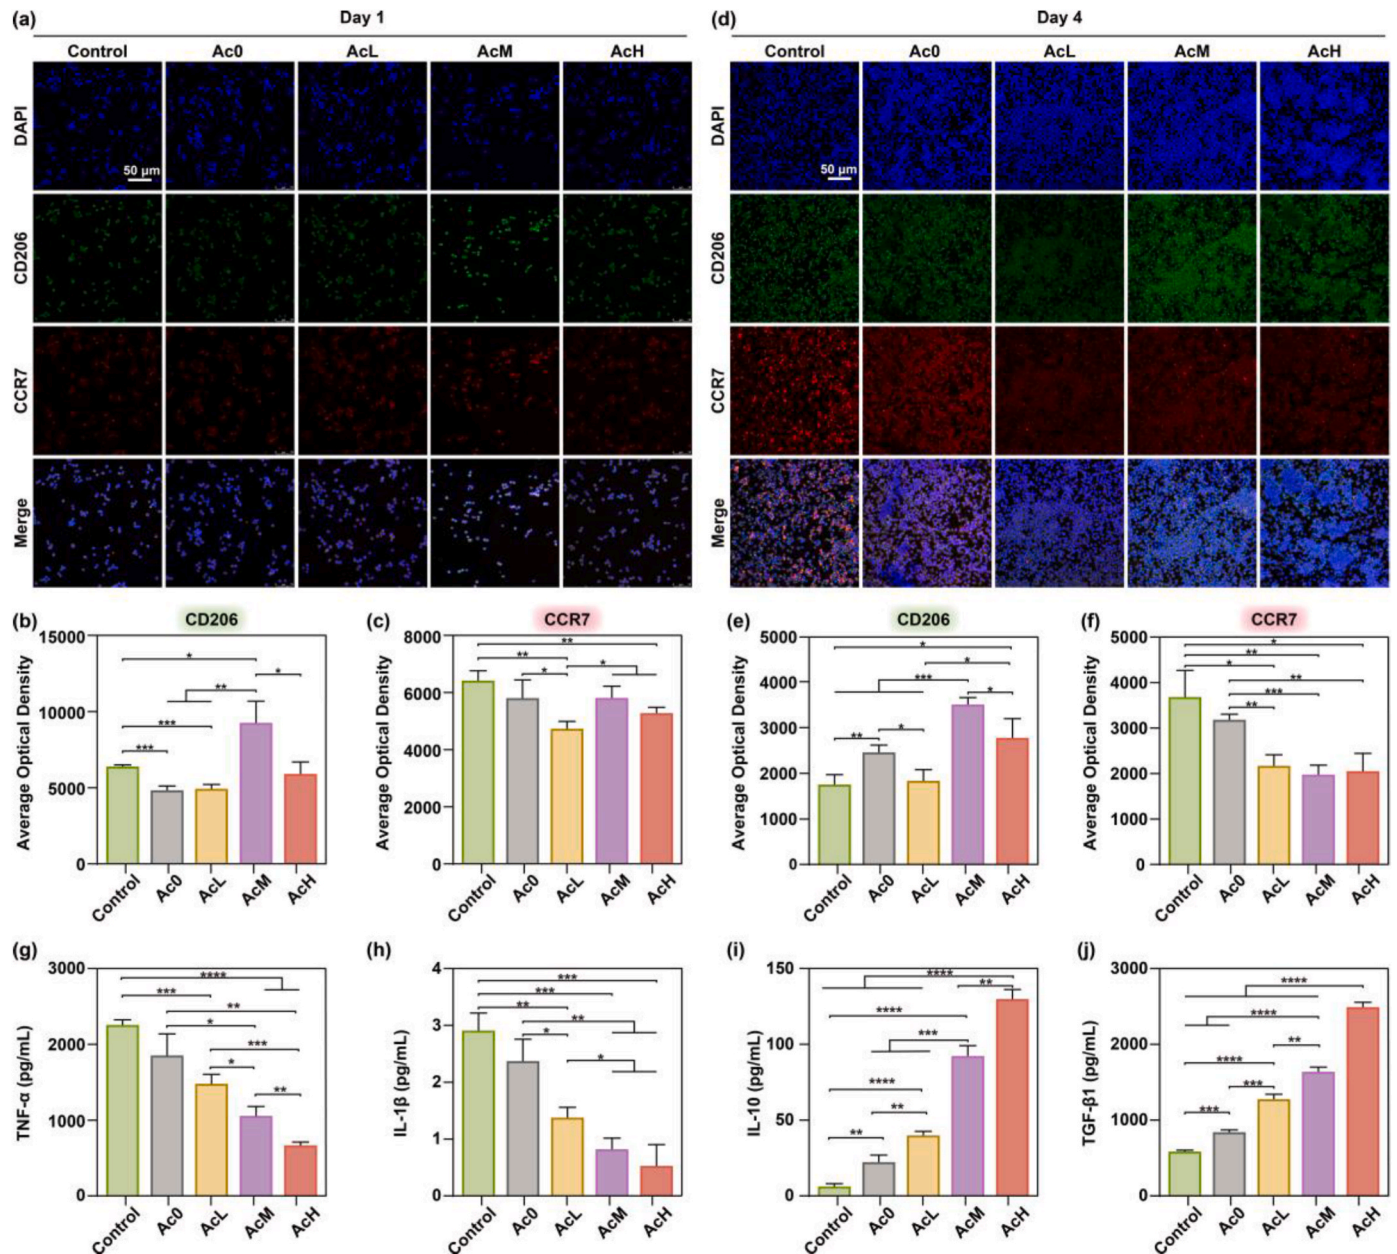 (a) Day 1
Control Ac0 AcL AcM AcH
DAPI
50 μm
CD206
CCR7
Merge
(d) Day 4
Control Ac0 AcL AcM AcH
DAPI
50 μm
CD206
CCR7
Merge
(b) CD206
Average Optical Density
15000
10000
5000
0
* * ** *** ***
Control Ac0 AcL AcM AcH
(c) CCR7
Average Optical Density
8000
6000
4000
2000
0
** ** * *
Control Ac0 AcL AcM AcH
(e) CD206
Average Optical Density
5000
4000
3000
2000
1000
0
* * *** * * **
Control Ac0 AcL AcM AcH
(f) CCR7
Average Optical Density
5000
4000
3000
2000
1000
0
* ** * ** *** **
Control Ac0 AcL AcM AcH
(g)
TNF-α (pg/mL)
3000
2000
1000
0
**** *** ** * *** * **
Control Ac0 AcL AcM AcH
(h)
IL-1β (pg/mL)
4
3
2
1
0
*** *** ** ** * *
Control Ac0 AcL AcM AcH
(i)
IL-10 (pg/mL)
150
100
50
0
**** ** **** *** **** ** **
Control Ac0 AcL AcM AcH
(j)
TGF-β1 (pg/mL)
3000
2000
1000
0
**** **** ** **** *** ***
Control Ac0 AcL AcM AcH